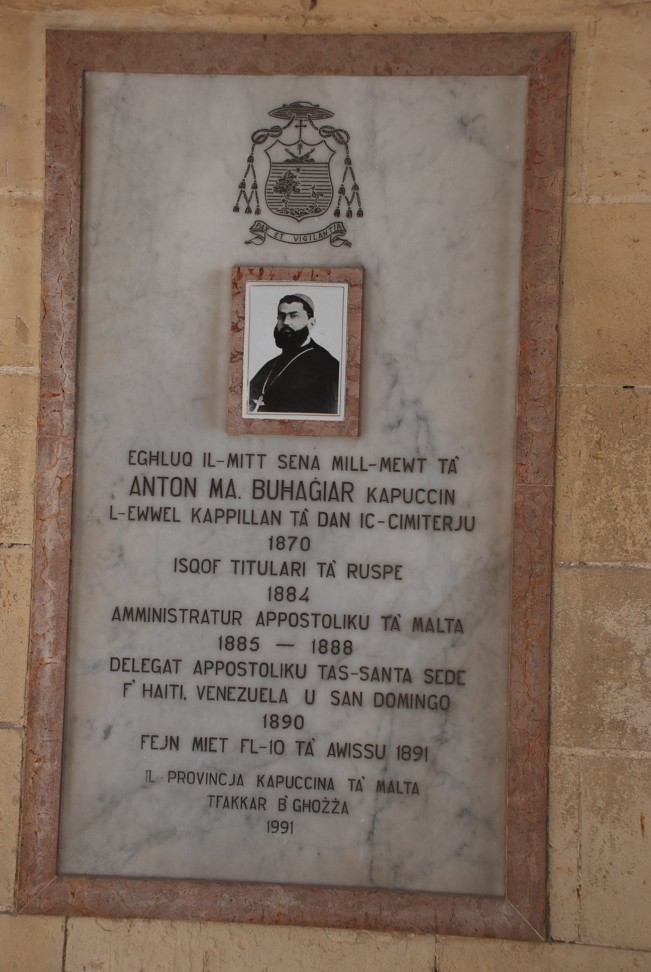 ET VIGILANTIA
EGHLUQ IL-MITT SENA MILL-MEWT TA'
ANTON MA. BUHAĠIAR KAPUCCIN
L-EWWEL KAPPILLAN TA' DAN IC-CIMITERJU
1870
ISQOF TITULARI TA' RUSPE
1884
AMMINISTRATUR APPOSTOLIKU TA' MALTA
1885 — 1888
DELEGAT APPOSTOLIKU TAS-SANTA SEDE
F' HAITI, VENEZUELA U SAN DOMINGO
1890
FEJN MIET FL-10 TA' AWISSU 1891
IL PROVINCJA KAPUCCINA TA' MALTA
TFAKKAR B'GHOŻŻA
1991